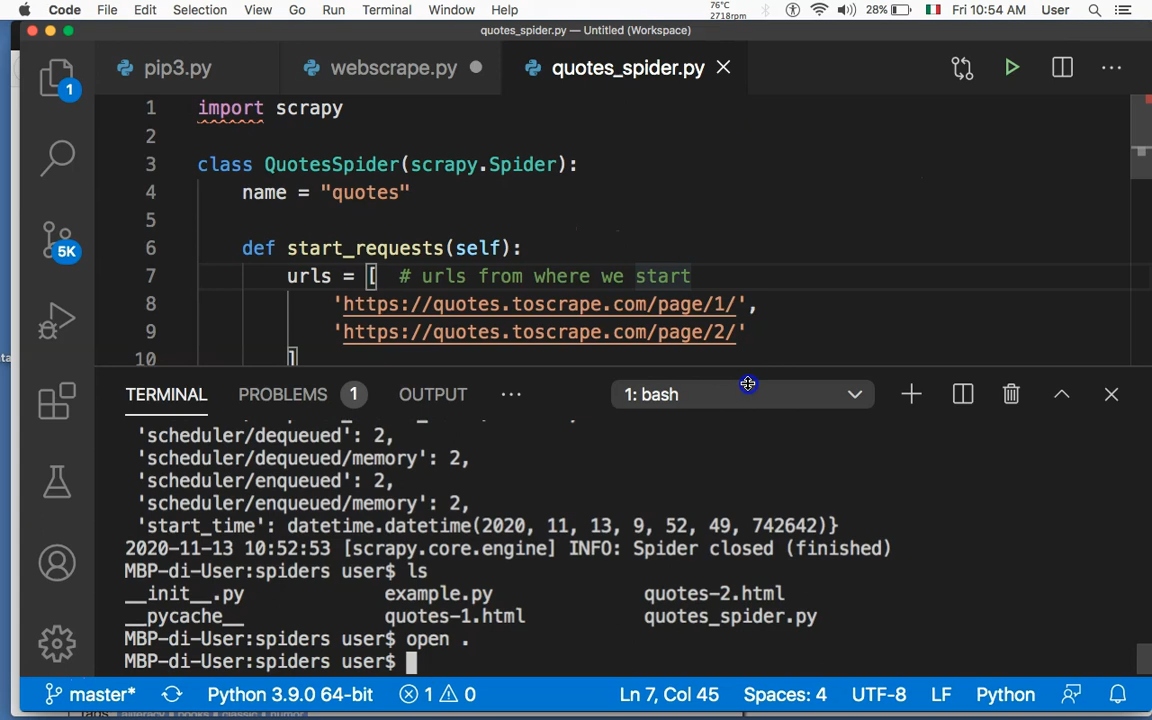 Code File Edit Selection View Go Run Terminal Window Help 76°C 2718rpm 28% Fri 10:54 AM User
quotes_spider.py — Untitled (Workspace)
pip3.py webscrape.py quotes_spider.py
1 import scrapy
2
3 class QuotesSpider(scrapy.Spider):
4 name = "quotes"
5
6 def start_requests(self):
7 urls = [ # urls from where we start
8 'https://quotes.toscrape.com/page/1/',
9 'https://quotes.toscrape.com/page/2/'
10 ]
1
5K
TERMINAL PROBLEMS 1 OUTPUT ... 1: bash
'scheduler/dequeued': 2,
'scheduler/dequeued/memory': 2,
'scheduler/enqueued': 2,
'scheduler/enqueued/memory': 2,
'start_time': datetime.datetime(2020, 11, 13, 9, 52, 49, 742642)}
2020-11-13 10:52:53 [scrapy.core.engine] INFO: Spider closed (finished)
MBP-di-User:spiders user$ ls
__init__.py example.py quotes-2.html
__pycache__ quotes-1.html quotes_spider.py
MBP-di-User:spiders user$ open .
MBP-di-User:spiders user$
master* Python 3.9.0 64-bit 1 0 Ln 7, Col 45 Spaces: 4 UTF-8 LF Python